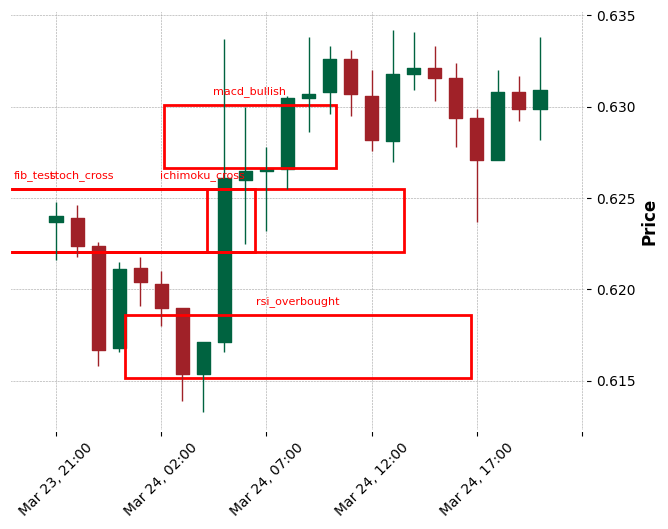 0.635
macd_bullish
0.630
fib_test
stoch_cross
ichimoku_cross
0.625
Price
0.620
rsi_overbought
0.615
Mar 23, 21:00
Mar 24, 02:00
Mar 24, 07:00
Mar 24, 12:00
Mar 24, 17:00